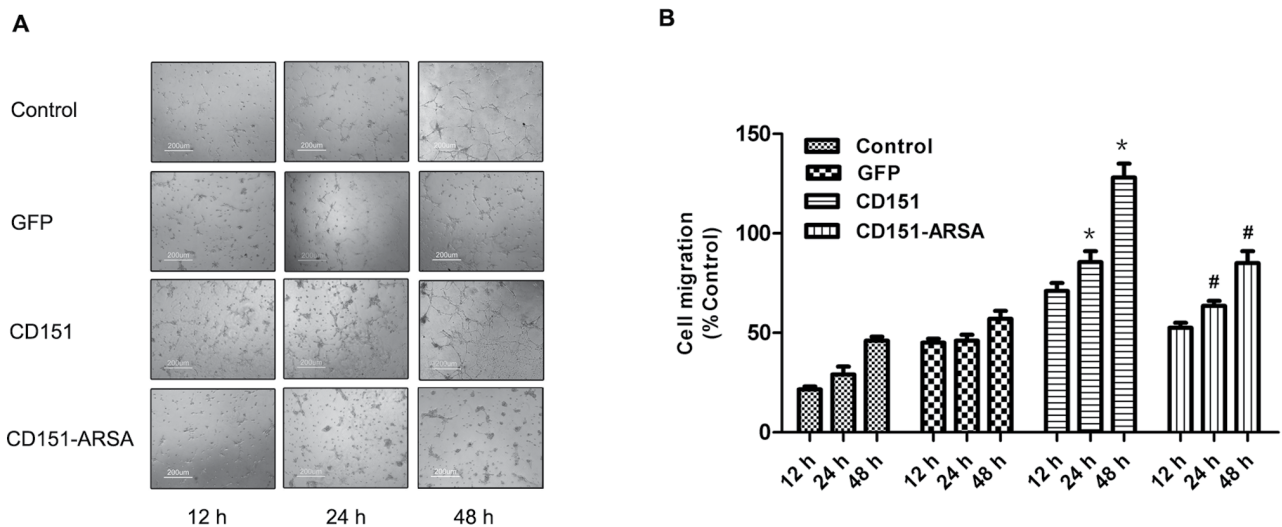 A
Control
200um
200um
200um
GFP
200um
200um
200um
CD151
200um
200um
200um
CD151-ARSA
200um
200um
200um
12 h
24 h
48 h
B
Cell migration
(%Control)
150
100
50
0
Control
GFP
CD151
CD151-ARSA
*
*
#
#
12 h
24 h
48 h
12 h
24 h
48 h
12 h
24 h
48 h
12 h
24 h
48 h